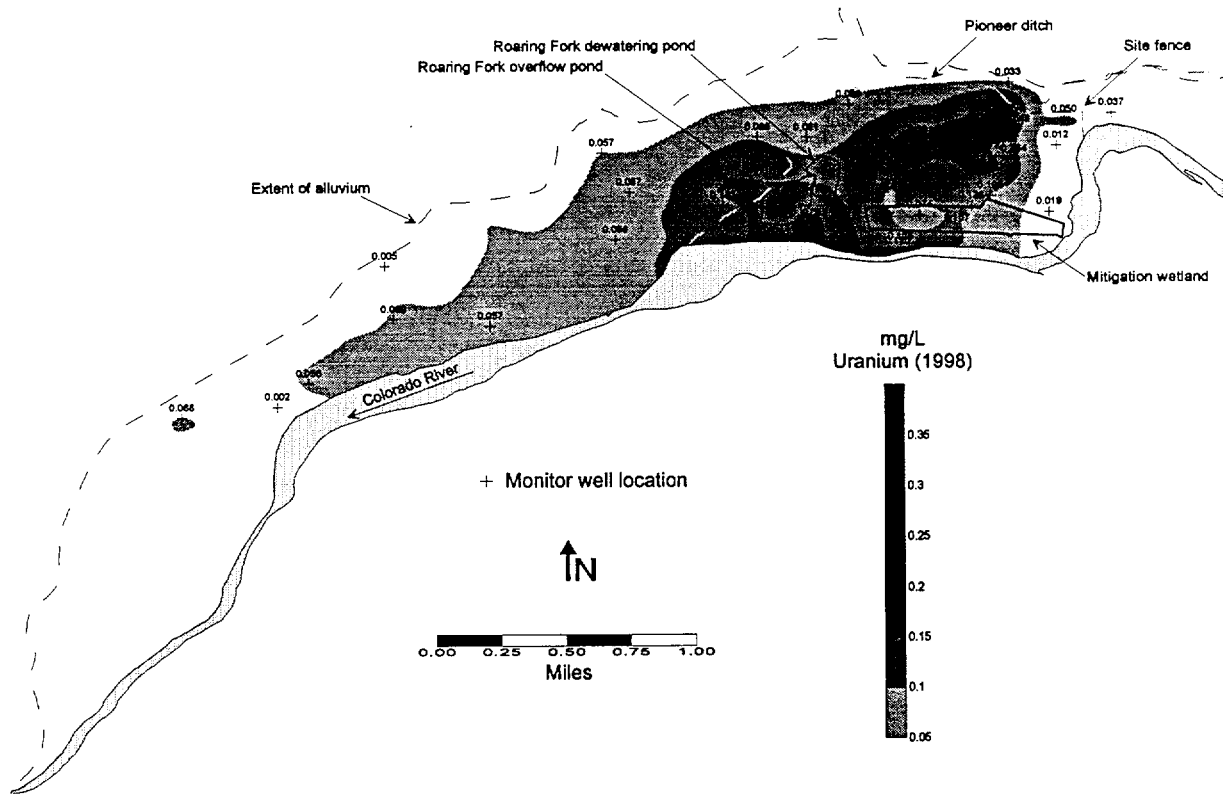 Pioneer ditch
Roaring Fork dewatering pond
Site fence
Roaring Fork overflow pond
0.033
0.050
0.037
0.012
0.057
0.067
Extent of alluvium
0.019
0.005
Mitigation wetland
0.057
mg/L
Uranium (1998)
Colorado River
0.002
0.068
0.35
+ Monitor well location
0.3
0.25
N
0.2
0.15
0.00 0.25 0.50 0.75 1.00
Miles
0.1
0.05